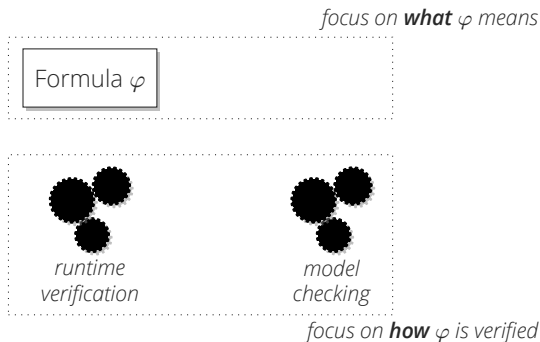 focus on what φ means
Formula φ
runtime
verification
model
checking
focus on how φ is verified